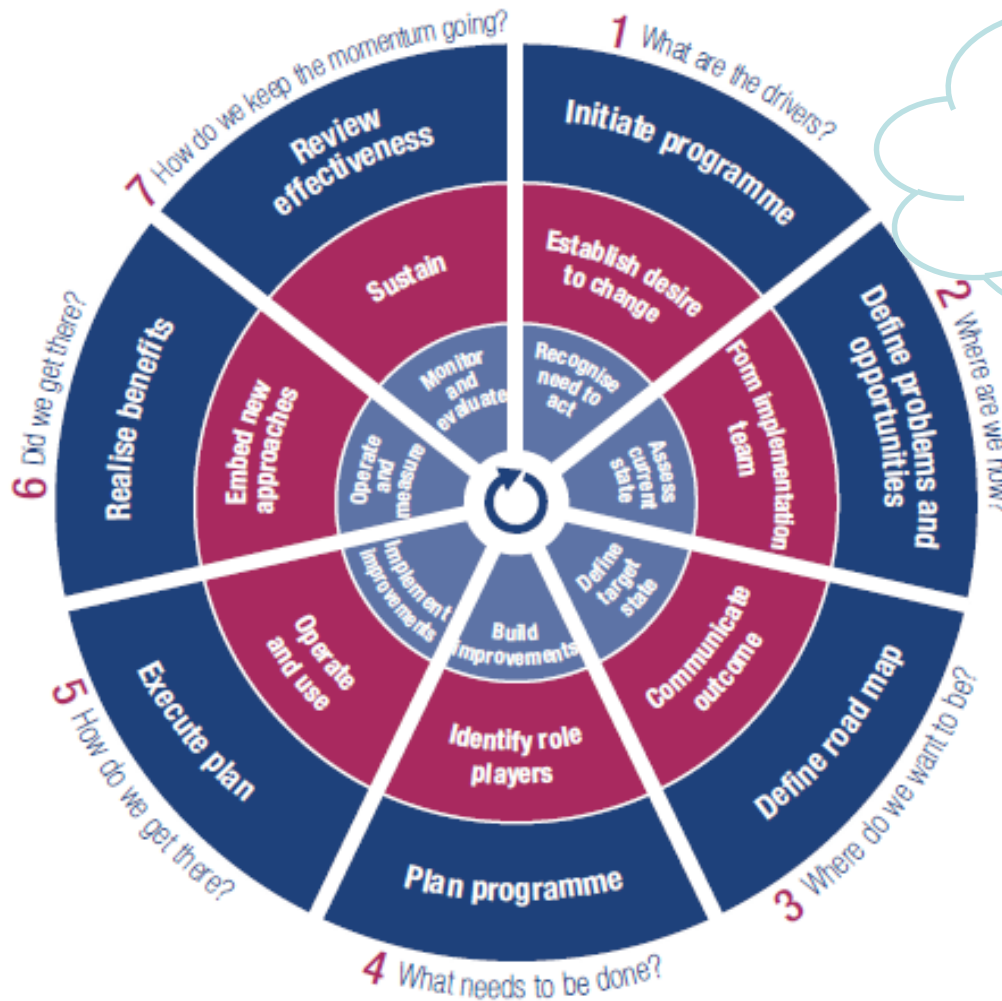 1 What are the drivers?
Initiate programme
Establish desire
to change
Recognise
need to
act
2 Where are we now?
Define problems and
opportunities
Form implementation
team
Assess
current
state
3 Where do we want to be?
Define road map
Communicate
outcome
Define
target
state
4 What needs to be done?
Plan programme
Identify role
players
Build
improvements
5 How do we get there?
Execute plan
Operate
and use
Implement
improvements
6 Did we get there?
Realise benefits
Embed new
approaches
Operate
and
measure
7 How do we keep the momentum going?
Review
effectiveness
Sustain
Monitor
and
evaluate